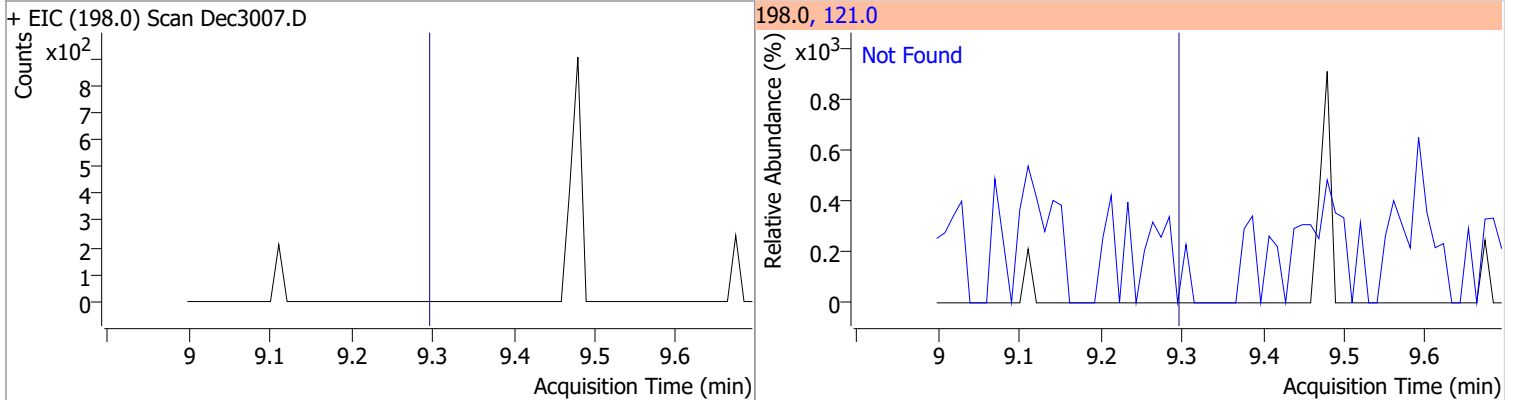 + EIC (198.0) Scan Dec3007.D
Counts
x10²
8
7
6
5
4
3
2
1
0
9 9.1 9.2 9.3 9.4 9.5 9.6
Acquisition Time (min)
198.0, 121.0
Relative Abundance (%)
x10³
Not Found
0.8
0.6
0.4
0.2
0
9 9.1 9.2 9.3 9.4 9.5 9.6
Acquisition Time (min)